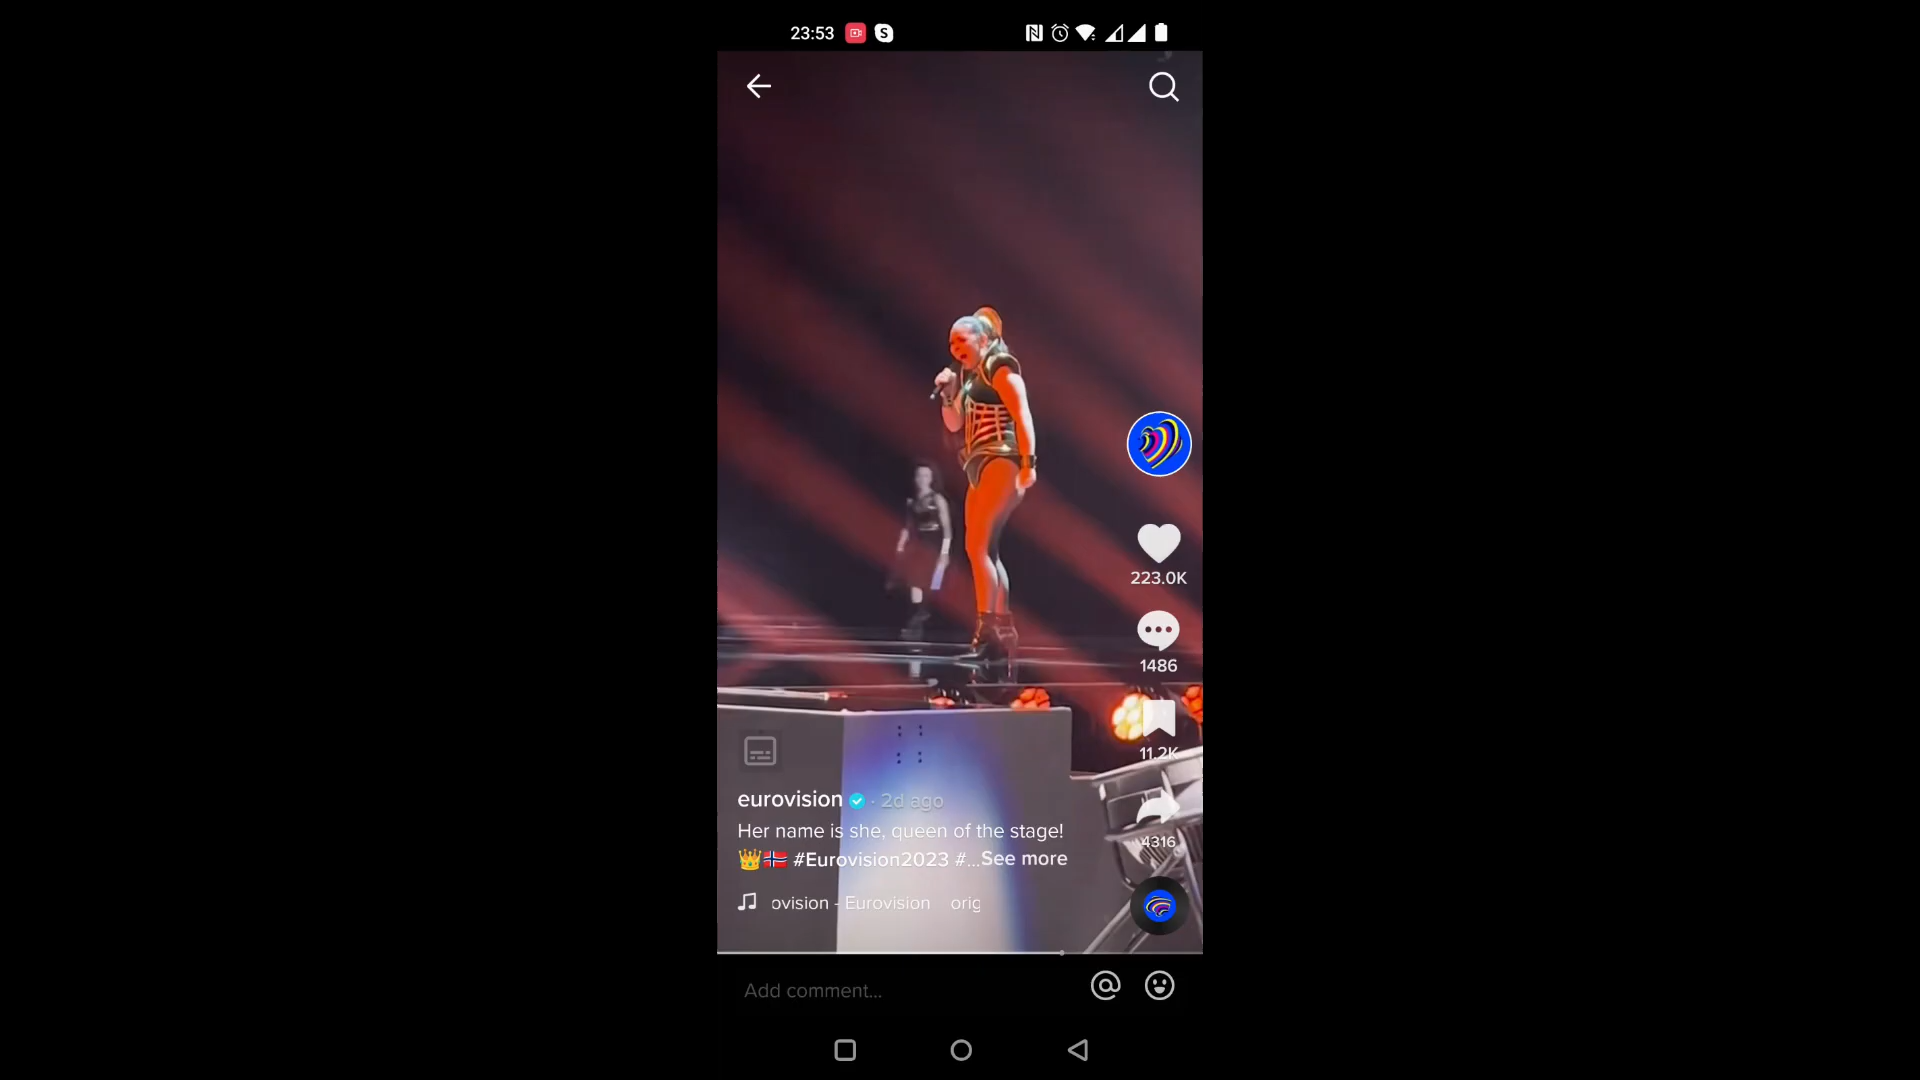 23:53
223.0K
1486
11.2K
4316
eurovision · 2d ago
Her name is she, queen of the stage!
👑🇳🇴 #Eurovision2023 #...See more
ovision - Eurovision orig
Add comment...